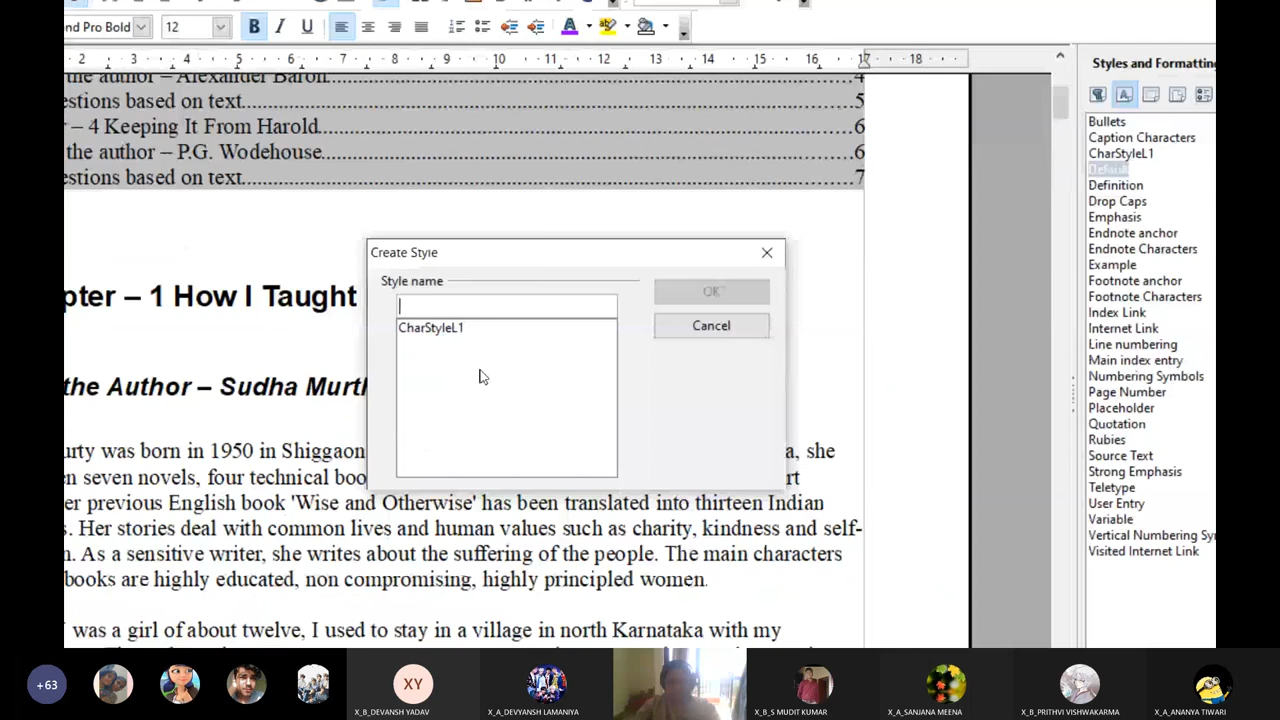 nd Pro Bold 12 B I U
2 3 4 5 6 7 8 9 10 11 12 13 14 15 16 17 18
the author – Alexander Baron 4
estions based on text 5
r – 4 Keeping It From Harold 6
the author – P.G. Wodehouse 6
estions based on text 7
pter – 1 How I Taught
the Author – Sudha Murth
urty was born in 1950 in Shiggaon a, she
en seven novels, four technical boo rt
er previous English book 'Wise and Otherwise' has been translated into thirteen Indian
s. Her stories deal with common lives and human values such as charity, kindness and self-
n. As a sensitive writer, she writes about the suffering of the people. The main characters
books are highly educated, non compromising, highly principled women.
I was a girl of about twelve, I used to stay in a village in north Karnataka with my
Create Style
Style name
CharStyleL1
OK
Cancel
Styles and Formatting
Bullets
Caption Characters
CharStyleL1
Default
Definition
Drop Caps
Emphasis
Endnote anchor
Endnote Characters
Example
Footnote anchor
Footnote Characters
Index Link
Internet Link
Line numbering
Main index entry
Numbering Symbols
Page Number
Placeholder
Quotation
Rubies
Source Text
Strong Emphasis
Teletype
User Entry
Variable
Vertical Numbering Sy
Visited Internet Link
+63
XY
X_B_DEVANSH YADAV
X_A_DEVYANSH LAMANIYA
X_B_S MUDIT KUMAR
X_A_SANJANA MEENA
X_B_PRITHVI VISHWAKARMA
X_A_ANANYA TIWARI